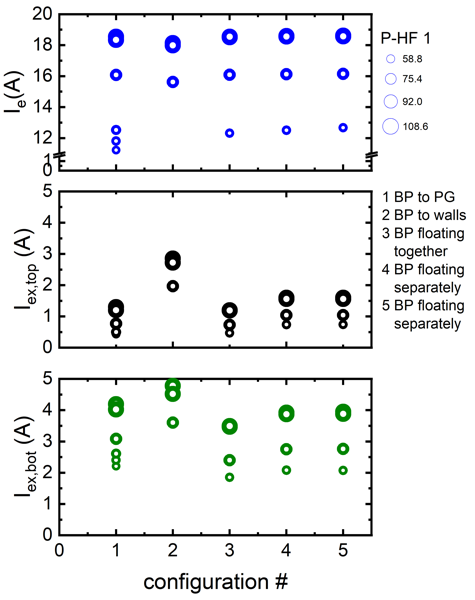 20
18
16
14
12
1
0
Ie(A)
P-HF 1
58.8
75.4
92.0
108.6
5
4
3
2
1
0
Iex,top (A)
1 BP to PG
2 BP to walls
3 BP floating
together
4 BP floating
separately
5 BP floating
separately
5
4
3
2
1
0
Iex,bot (A)
0 1 2 3 4 5
configuration #